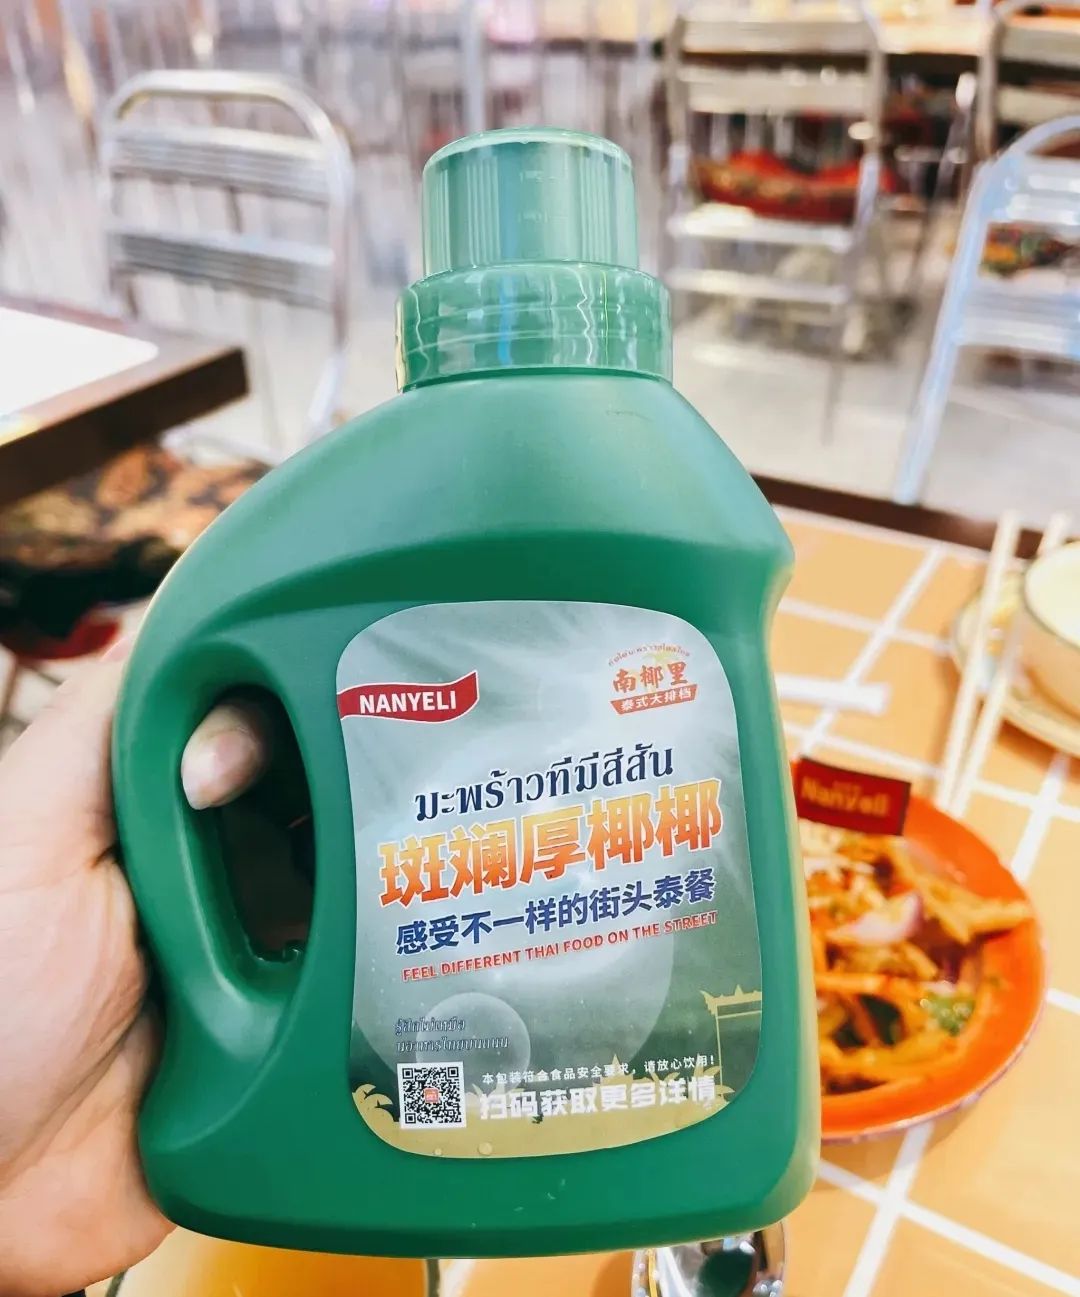 NANYELI
南椰里
泰式大排档
มะพร้าวทีมีสีสัน
斑斓厚椰椰
感受不一样的街头泰餐
FEEL DIFFERENT THAI FOOD ON THE STREET
本包装符合食品安全要求，请放心饮用！
扫码获取更多详情
Nanyeli